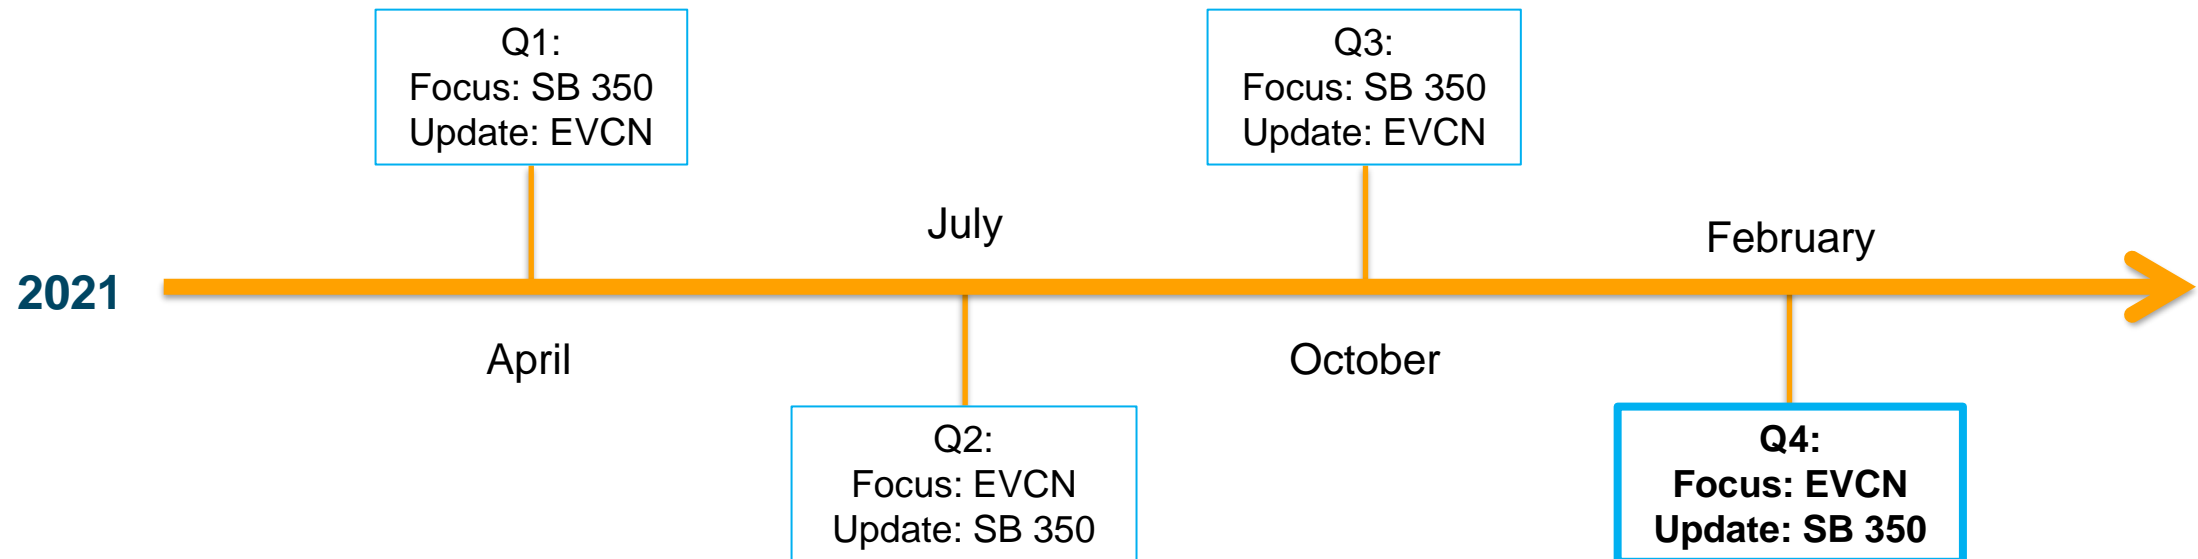 Q1:
Focus: SB 350
Update: EVCN
Q3:
Focus: SB 350
Update: EVCN
July
February
2021
April
October
Q2:
Focus: EVCN
Update: SB 350
Q4:
Focus: EVCN
Update: SB 350